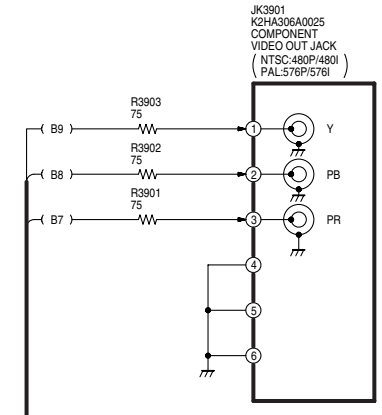 JK3901
K2HA306A0025
COMPONENT
VIDEO OUT JACK
( NTSC:480P/480I
PAL:576P/576I )
R3903
75
B9
1
Y
R3902
75
B8
2
PB
R3901
75
B7
3
PR
4
5
6